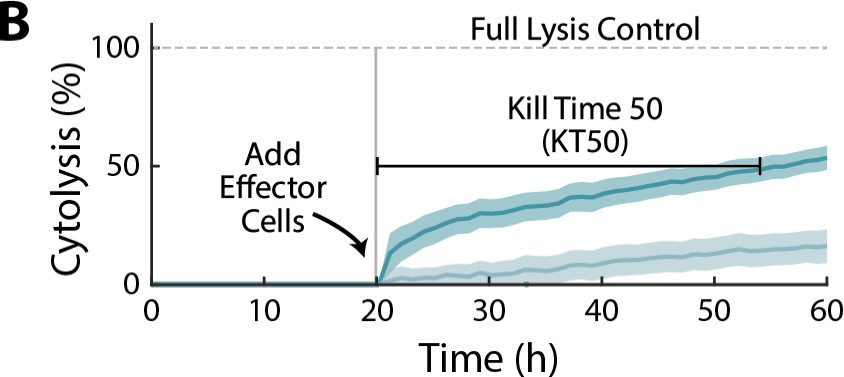 B
Full Lysis Control
100
Kill Time 50
(KT50)
Add
Effector
Cells
50
0
Cytolysis (%)
0 10 20 30 40 50 60
Time (h)